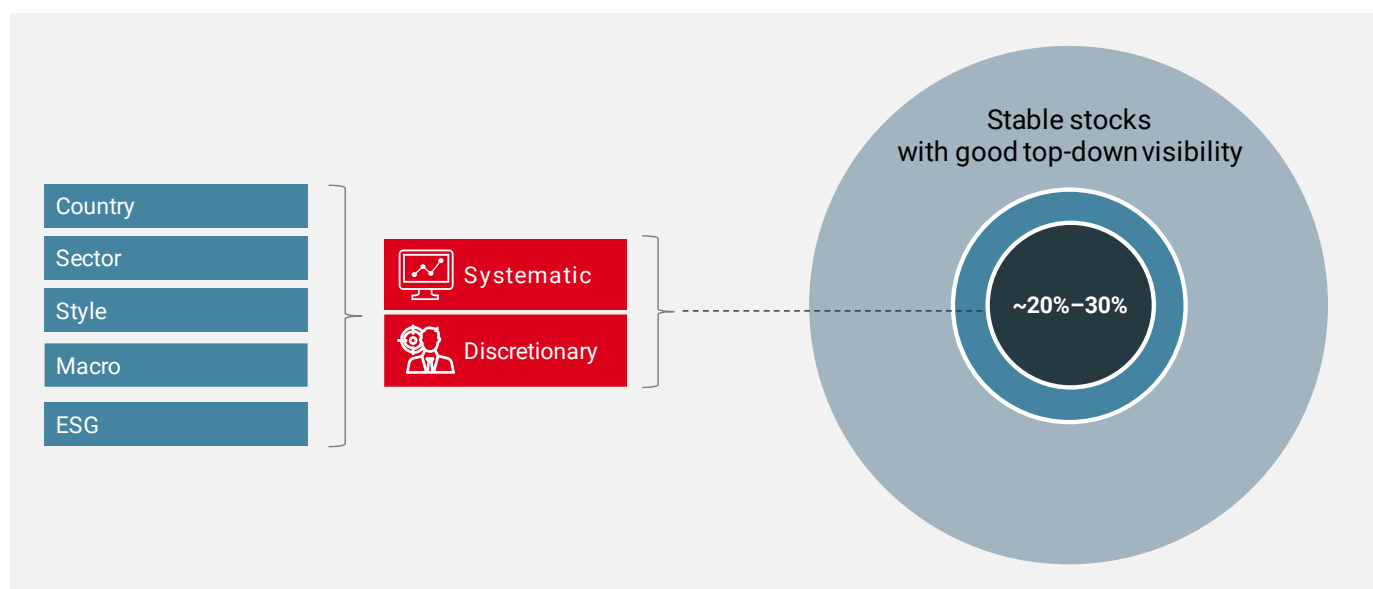 Stable stocks
with good top-down visibility
Country
Sector
Style
Macro
ESG
Systematic
Discretionary
~20%–30%